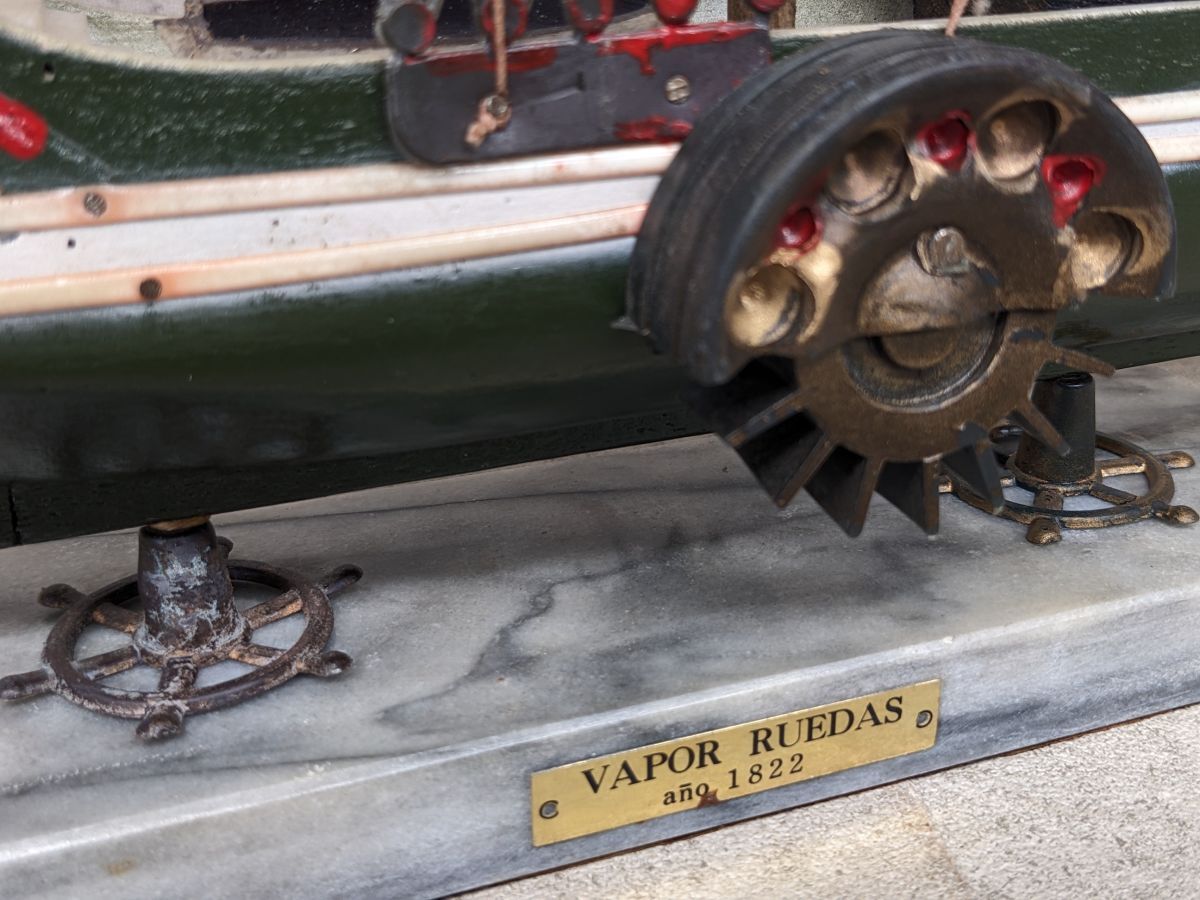 VAPOR RUEDAS
año 1822